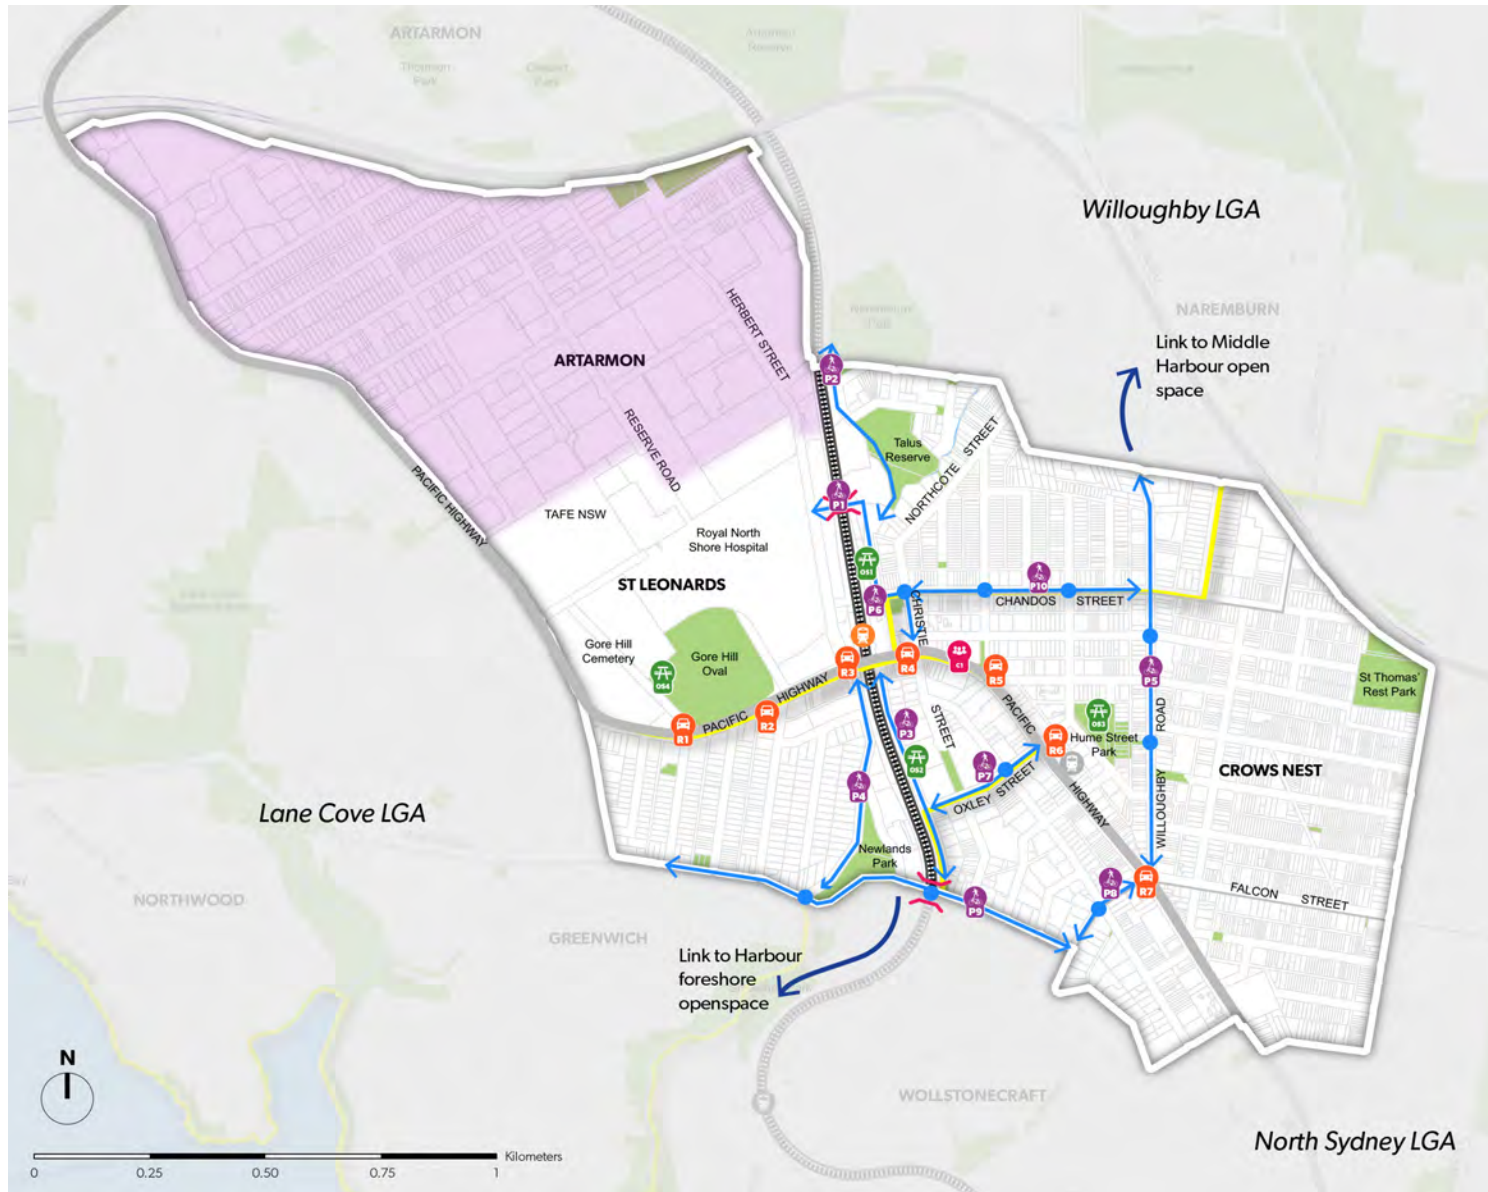 ARTARMON
Willoughby LGA
NAREMBURN
Link to Middle
Harbour open
space
HERBERT STREET
ARTARMON
P2
RESERVE ROAD
Talus
Reserve
NORTHCOTE STREET
PACIFIC HIGHWAY
TAFE NSW
P1
Royal North
Shore Hospital
OS1
ST LEONARDS
P10
P6
CHANDOS STREET
CHRISTIE
Gore Hill
Cemetery
Gore Hill
Oval
OS4
R3
R4
C1
R5
P5
St Thomas'
Rest Park
PACIFIC HIGHWAY
R1
R2
P3
STREET
PACIFIC
OS3
Hume Street
Park
R6
ROAD
OS2
P7
P4
OXLEY STREET
CROWS NEST
HIGHWAY
WILLOUGHBY
Lane Cove LGA
Newlands
Park
P8
R7
FALCON STREET
P9
NORTHWOOD
GREENWICH
Link to Harbour
foreshore
openspace
N
WOLLSTONECRAFT
North Sydney LGA
Kilometers
0 0.25 0.50 0.75 1